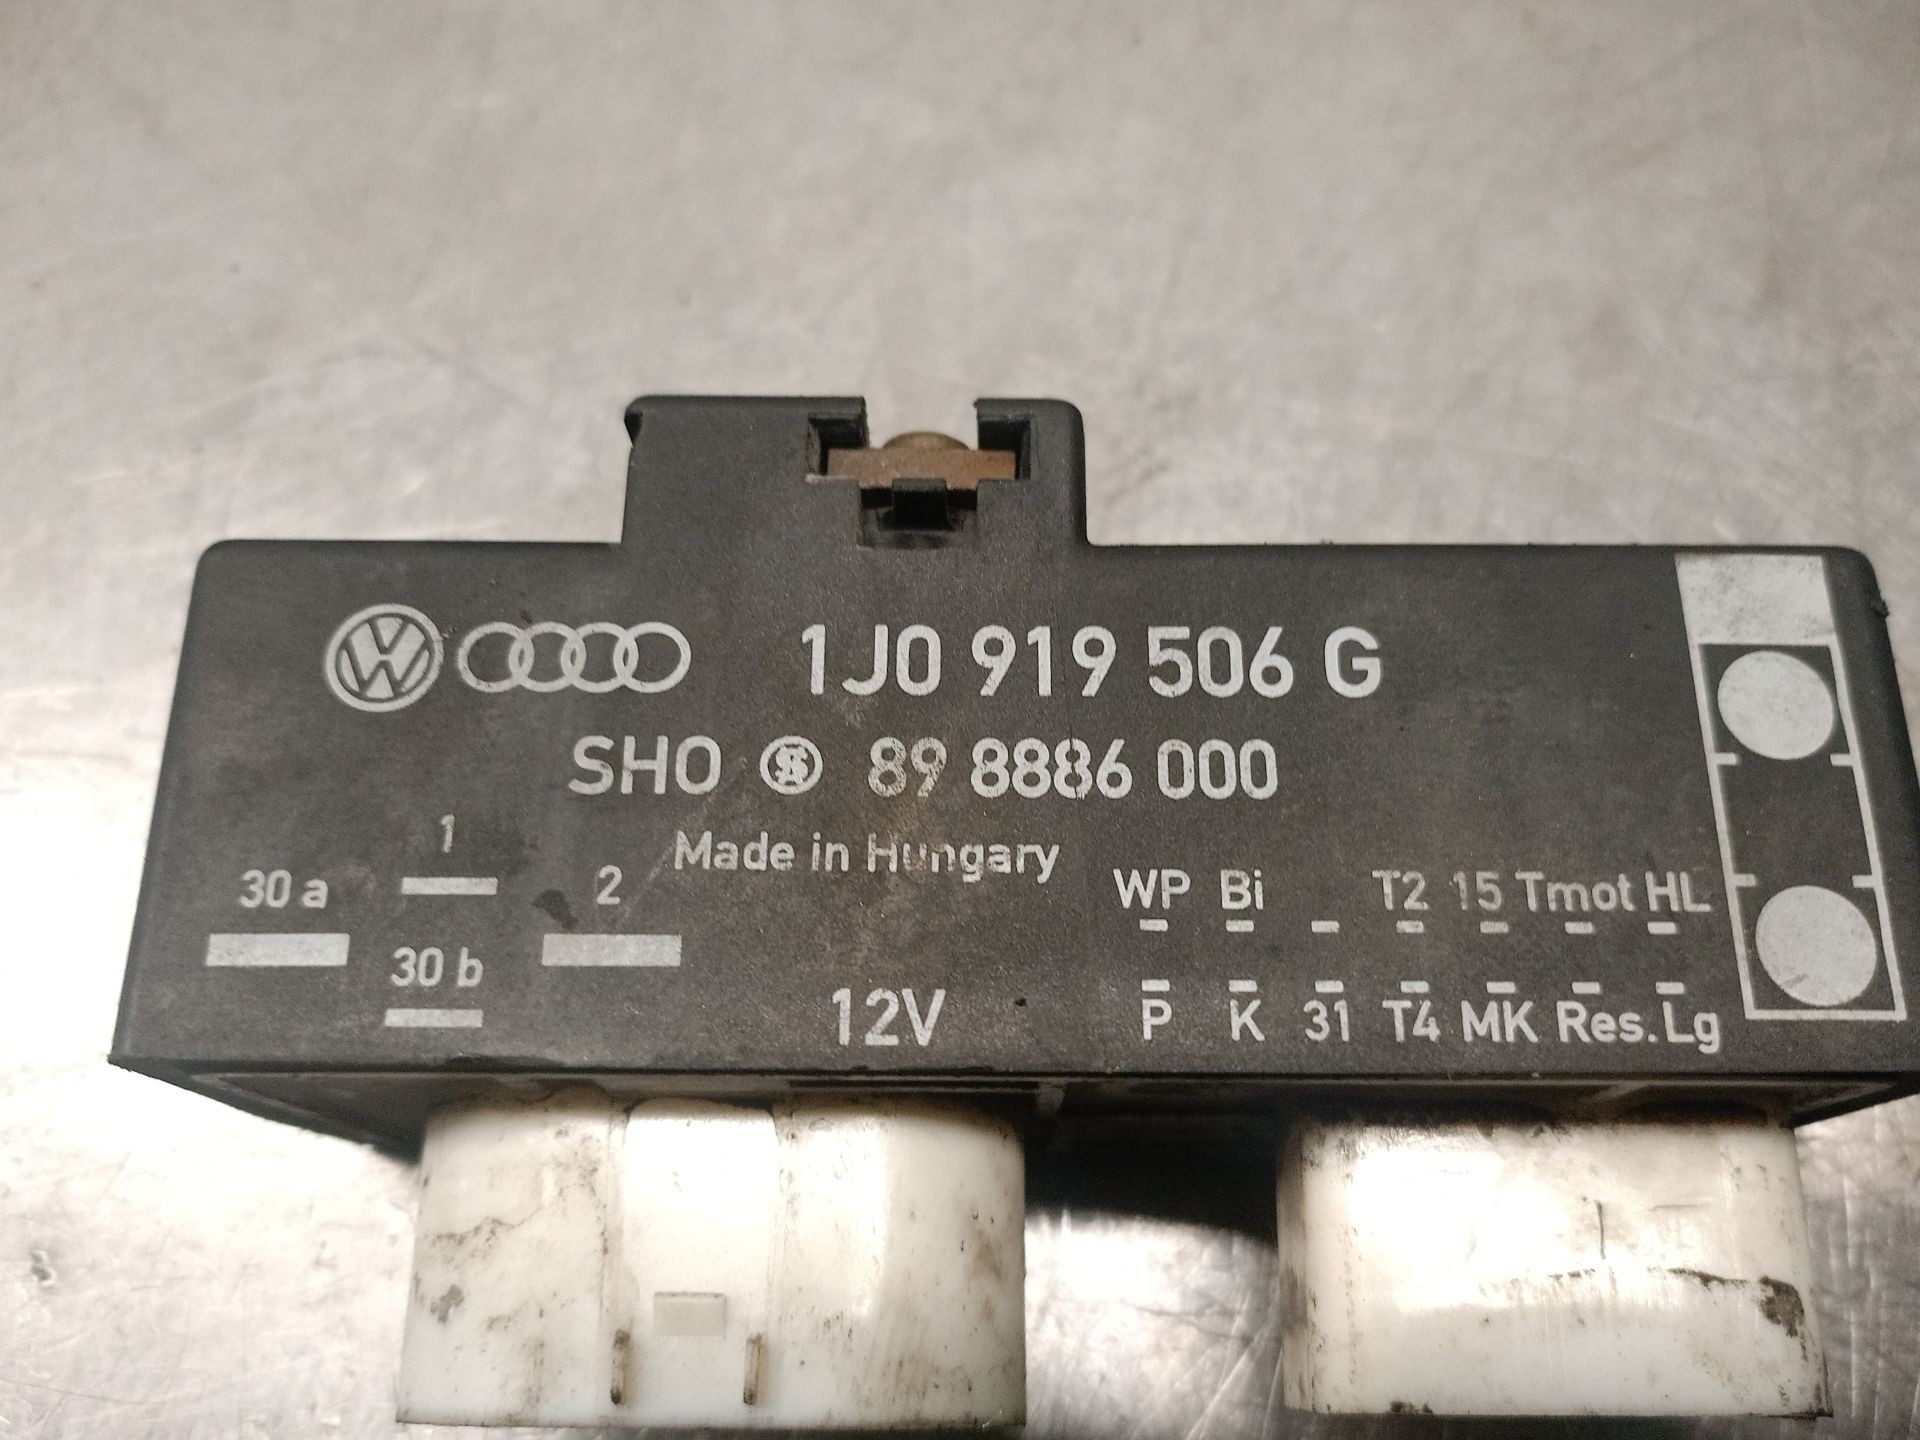 1J0 919 506 G
SHO 89 8886 000
Made in Hungary
1
30 a
2
30 b
12V
WP Bi T2 15 Tmot HL
P K 31 T4 MK Res. Lg